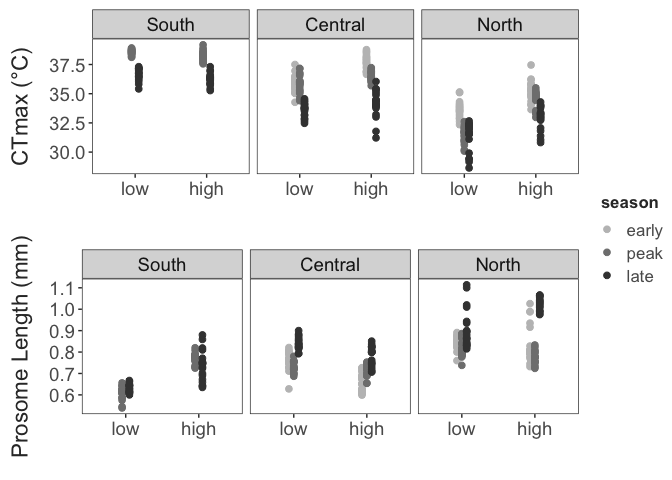 South Central North
CTmax (°C)
37.5
35.0
32.5
30.0
low high low high low high
season
early
peak
late
South Central North
Prosome Length (mm)
1.1
1.0
0.9
0.8
0.7
0.6
low high low high low high